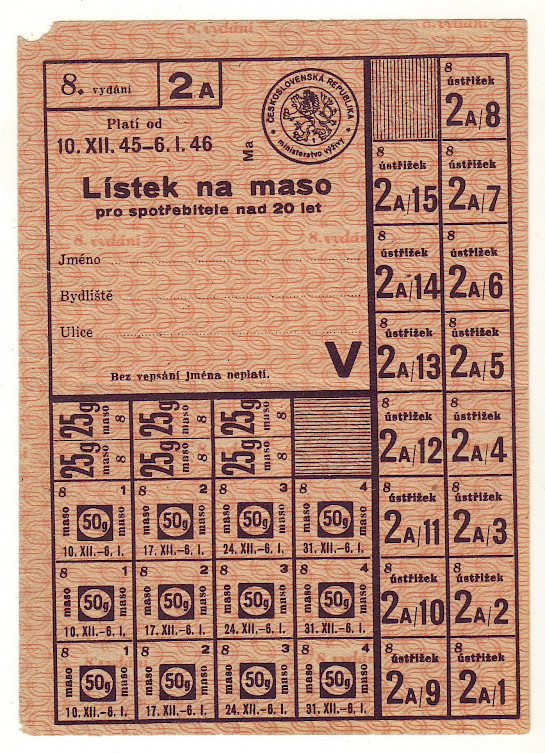 8. vydání
8. vydání 2A
Platí od
10. XII. 45–6. I. 46
Ma
ČESKOSLOVENSKÁ REPUBLIKA
ministerstvo výživy
Lístek na maso
pro spotřebitele nad 20 let
8. vydání
8. vydání
Jméno
Bydliště
Ulice
V
Bez vepsání jména neplatí.
8
ústřižek
2A/8
8
ústřižek
2A/15
8
ústřižek
2A/7
8
ústřižek
2A/14
8
ústřižek
2A/6
8
ústřižek
2A/13
8
ústřižek
2A/5
8
ústřižek
2A/12
8
ústřižek
2A/4
8
ústřižek
2A/11
8
ústřižek
2A/3
8
ústřižek
2A/10
8
ústřižek
2A/2
8
ústřižek
2A/9
8
ústřižek
2A/1
25g maso 8
25g maso 8
25g maso 8
25g maso 8
25g maso 8
25g maso 8
8 1
maso 50g maso
10. XII.–6. I.
8 2
maso 50g maso
17. XII.–6. I.
8 3
maso 50g maso
24. XII.–6. I.
8 4
maso 50g maso
31. XII.–6. I.
8 1
maso 50g maso
10. XII.–6. I.
8 2
maso 50g maso
17. XII.–6. I.
8 3
maso 50g maso
24. XII.–6. I.
8 4
maso 50g maso
31. XII.–6. I.
8 1
maso 50g maso
10. XII.–6. I.
8 2
maso 50g maso
17. XII.–6. I.
8 3
maso 50g maso
24. XII.–6. I.
8 4
maso 50g maso
31. XII.–6. I.